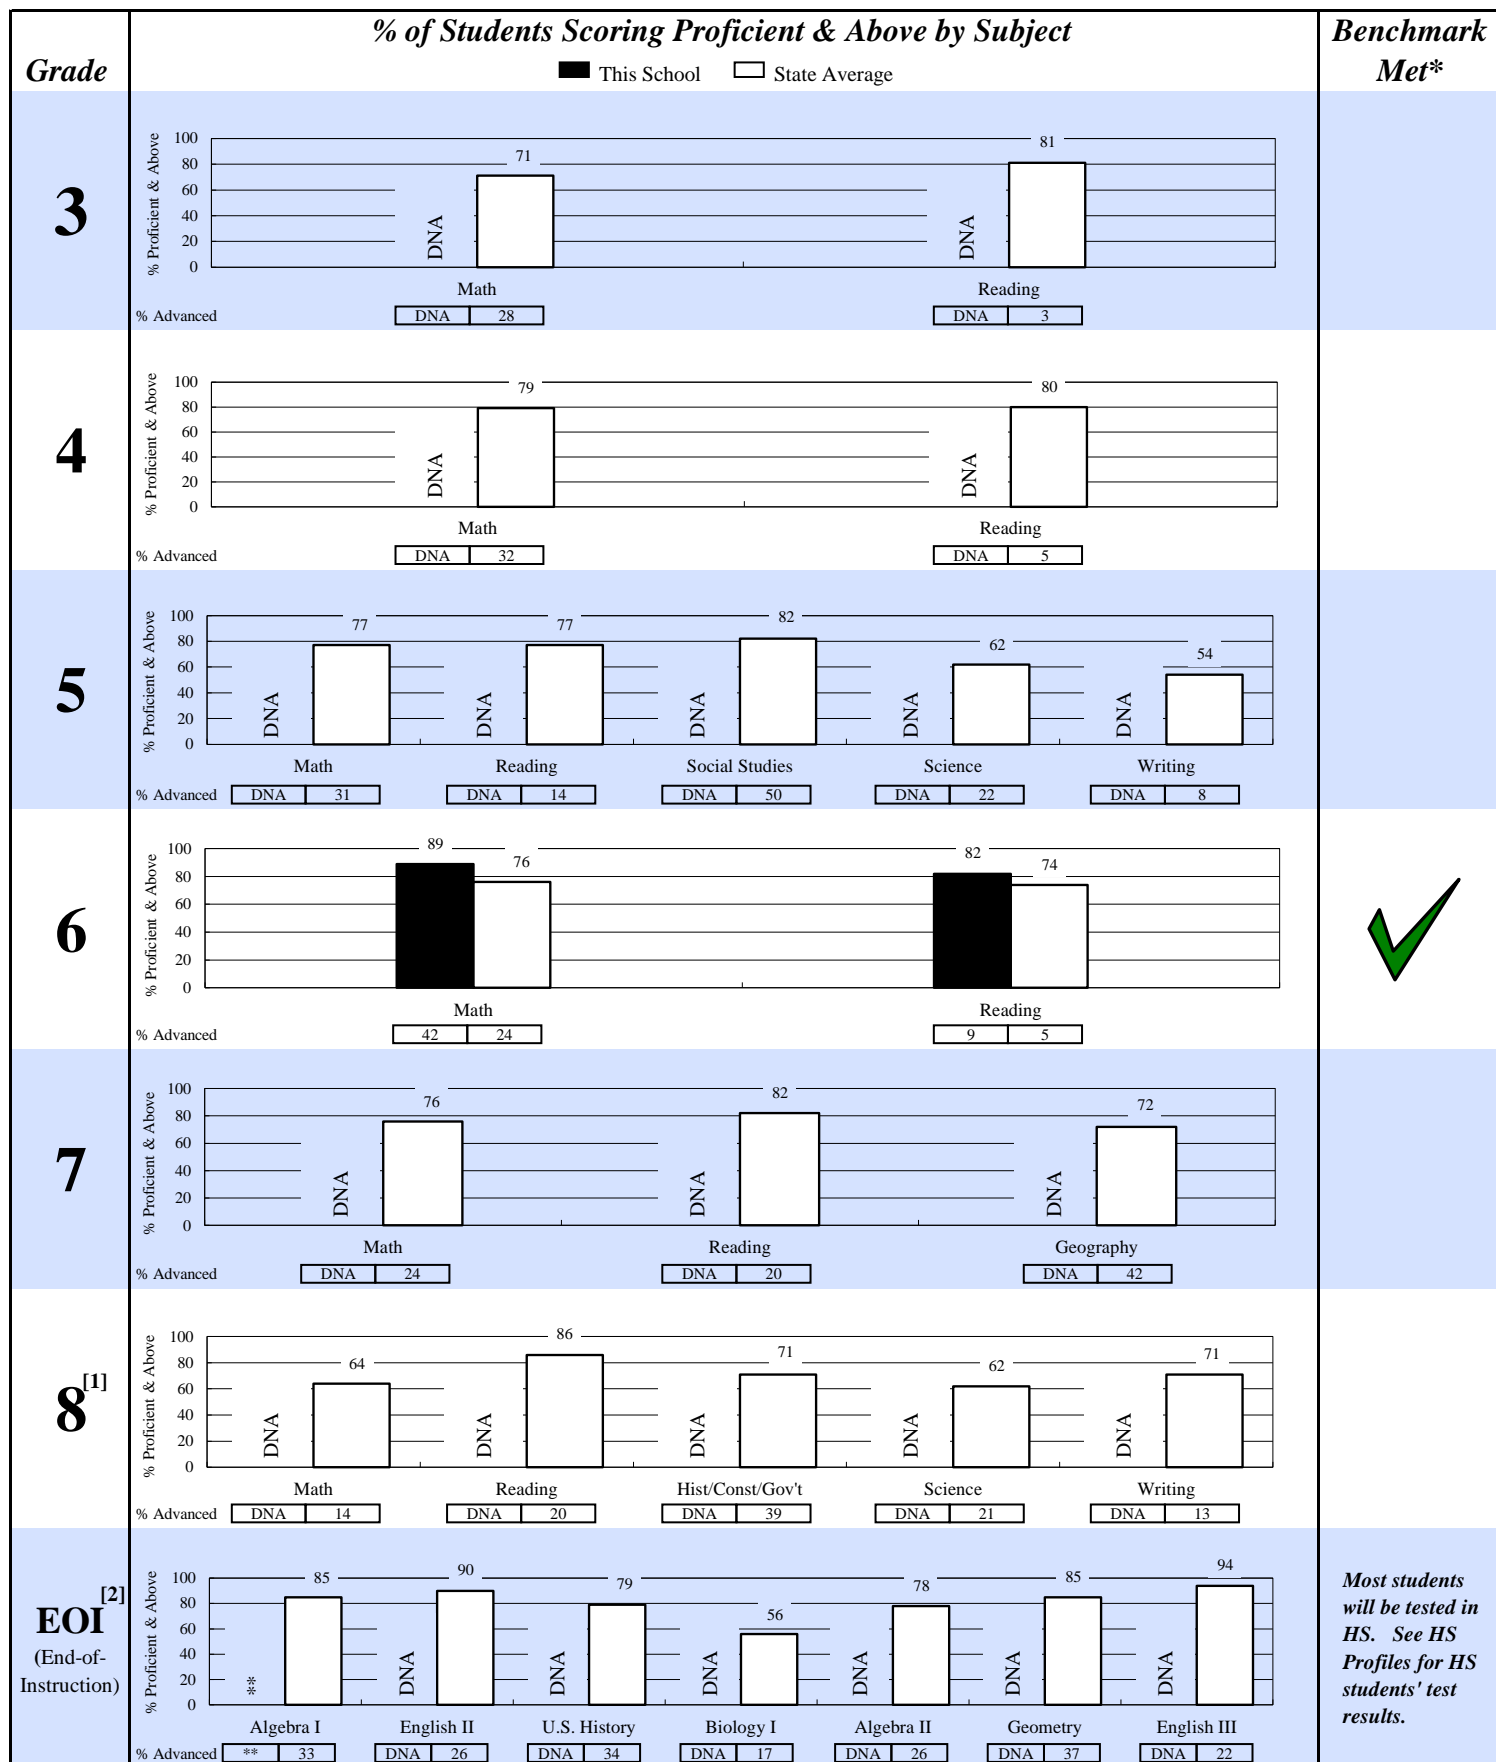 Grade
% of Students Scoring Proficient & Above by Subject
This School State Average
Benchmark
Met*
3
% Proficient & Above
100
80
60
40
20
0
DNA 71 DNA 81
Math Reading
% Advanced DNA 28 DNA 3
4
% Proficient & Above
100
80
60
40
20
0
DNA 79 DNA 80
Math Reading
% Advanced DNA 32 DNA 5
5
% Proficient & Above
100
80
60
40
20
0
DNA 77 DNA 77 DNA 82 DNA 62 DNA 54
Math Reading Social Studies Science Writing
% Advanced DNA 31 DNA 14 DNA 50 DNA 22 DNA 8
6
% Proficient & Above
100
80
60
40
20
0
89 76 82 74
Math Reading
% Advanced 42 24 9 5
7
% Proficient & Above
100
80
60
40
20
0
DNA 76 DNA 82 DNA 72
Math Reading Geography
% Advanced DNA 24 DNA 20 DNA 42
8[1]
% Proficient & Above
100
80
60
40
20
0
DNA 64 DNA 86 DNA 71 DNA 62 DNA 71
Math Reading Hist/Const/Gov't Science Writing
% Advanced DNA 14 DNA 20 DNA 39 DNA 21 DNA 13
EOI[2]
(End-of-
Instruction)
% Proficient & Above
100
80
60
40
20
0
** 85 DNA 90 DNA 79 DNA 56 DNA 78 DNA 85 DNA 94
Algebra I English II U.S. History Biology I Algebra II Geometry English III
% Advanced ** 33 DNA 26 DNA 34 DNA 17 DNA 26 DNA 37 DNA 22
Most students
will be tested in
HS. See HS
Profiles for HS
students' test
results.